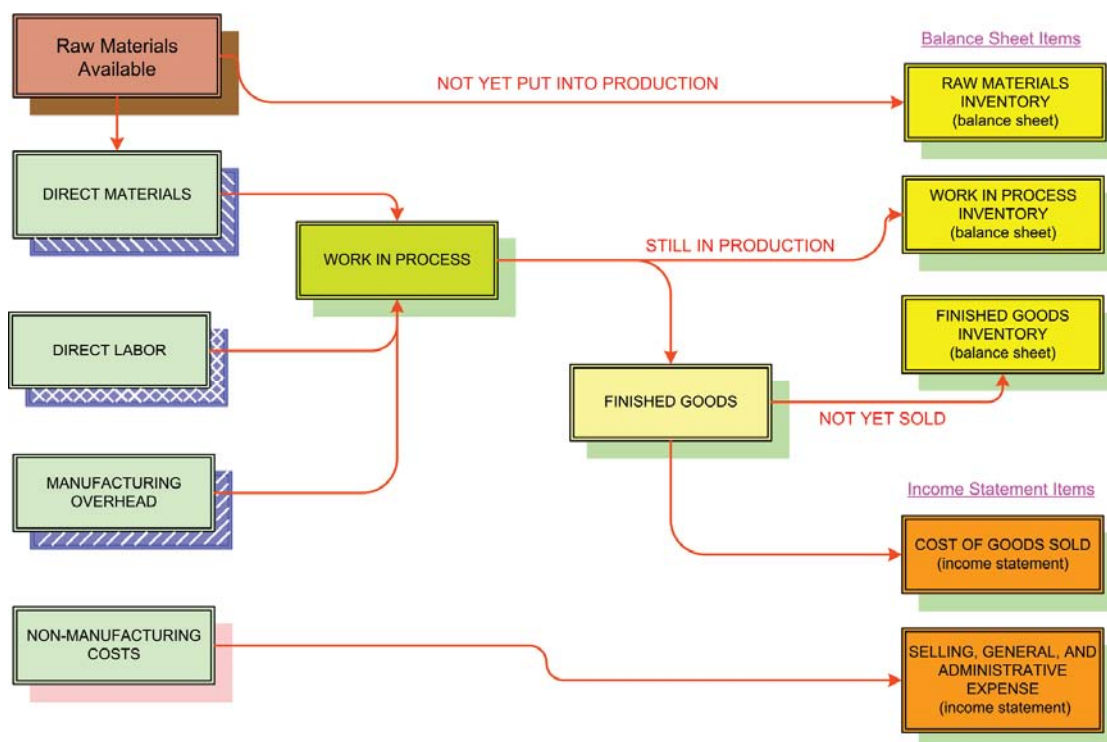 Raw Materials
Available
Balance Sheet Items
NOT YET PUT INTO PRODUCTION
RAW MATERIALS
INVENTORY
(balance sheet)
DIRECT MATERIALS
WORK IN PROCESS
STILL IN PRODUCTION
WORK IN PROCESS
INVENTORY
(balance sheet)
DIRECT LABOR
FINISHED GOODS
INVENTORY
(balance sheet)
FINISHED GOODS
NOT YET SOLD
MANUFACTURING
OVERHEAD
Income Statement Items
COST OF GOODS SOLD
(income statement)
NON-MANUFACTURING
COSTS
SELLING, GENERAL, AND
ADMINISTRATIVE
EXPENSE
(income statement)